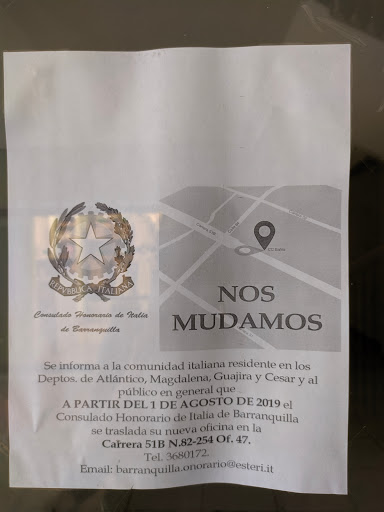 REPVBBLICA ITALIANA
Consulado Honorario de Italia
de Barranquilla
NOS
MUDAMOS
Se informa a la comunidad italiana residente en los
Deptos. de Atlántico, Magdalena, Guajira y Cesar y al
público en general que
A PARTIR DEL 1 DE AGOSTO DE 2019 el
Consulado Honorario de Italia de Barranquilla
se traslada su nueva oficina en la
Carrera 51B N.82-254 Of. 47.
Tel. 3680172.
Email: barranquilla.onorario@esteri.it